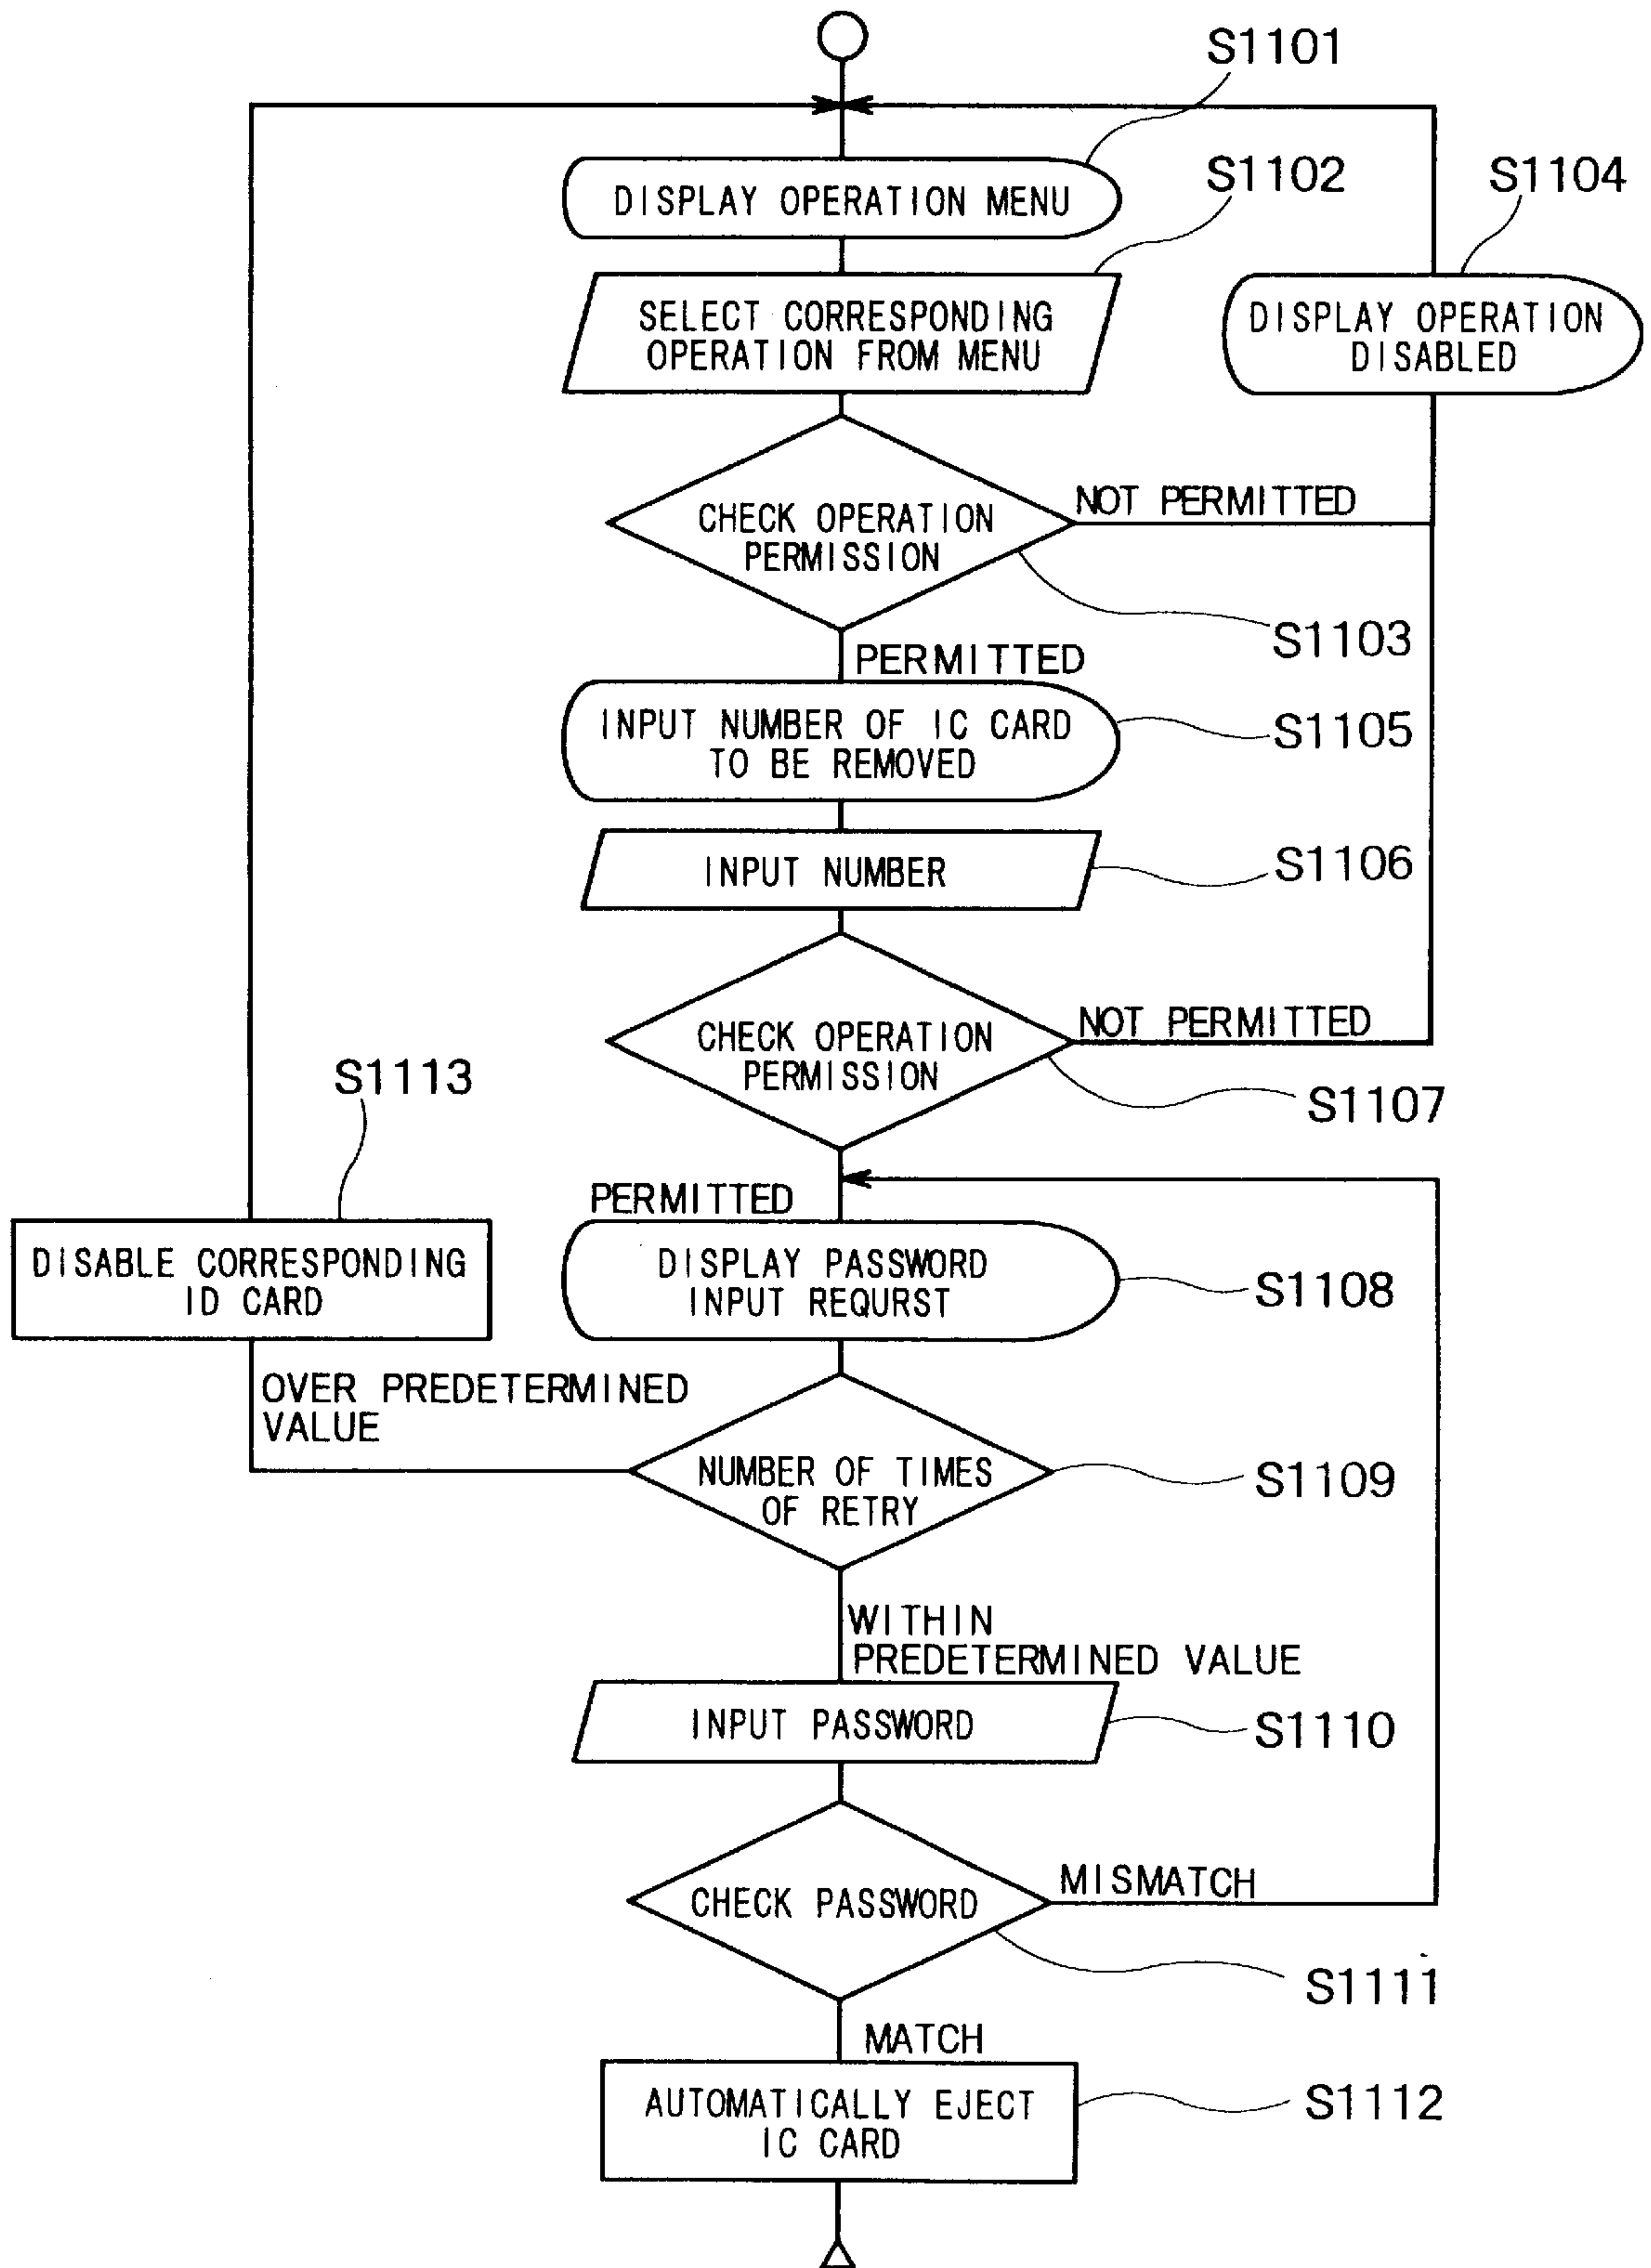 S1101
DISPLAY OPERATION MENU
S1102
SELECT CORRESPONDING
OPERATION FROM MENU
S1104
DISPLAY OPERATION
DISABLED
CHECK OPERATION
PERMISSION
NOT PERMITTED
S1103
PERMITTED
INPUT NUMBER OF IC CARD
TO BE REMOVED
S1105
INPUT NUMBER
S1106
CHECK OPERATION
PERMISSION
NOT PERMITTED
S1107
S1113
DISABLE CORRESPONDING
ID CARD
PERMITTED
DISPLAY PASSWORD
INPUT REQURST
S1108
OVER PREDETERMINED
VALUE
NUMBER OF TIMES
OF RETRY
S1109
WITHIN
PREDETERMINED VALUE
INPUT PASSWORD
S1110
CHECK PASSWORD
MISMATCH
S1111
MATCH
AUTOMATICALLY EJECT
IC CARD
S1112